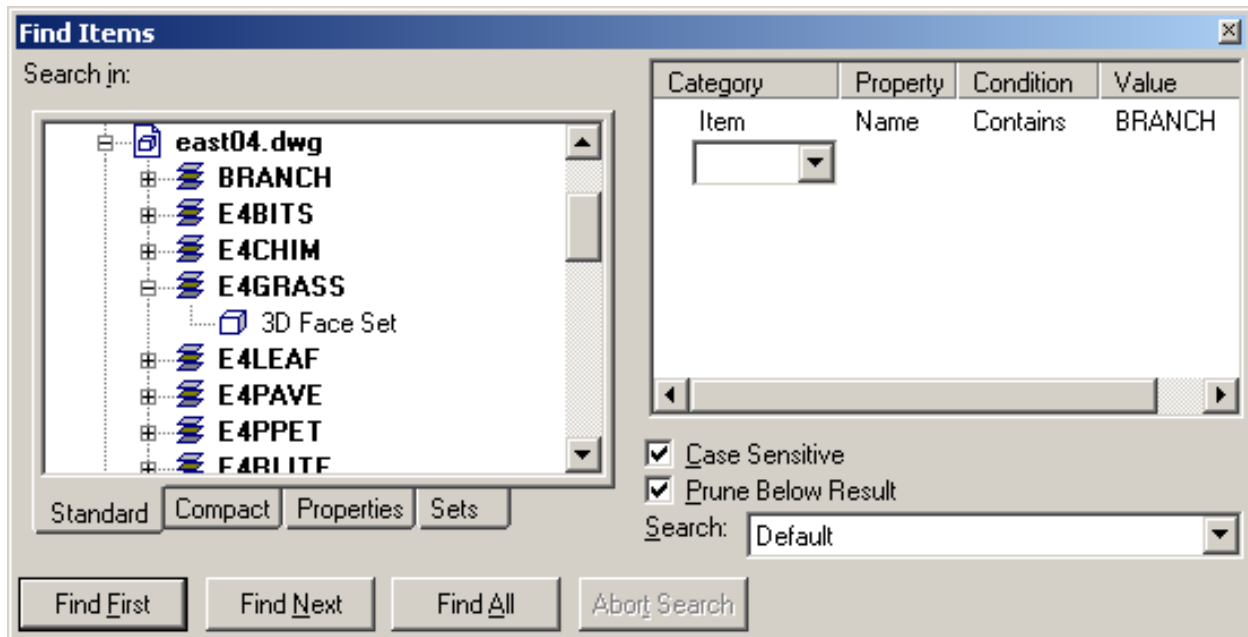 Find Items
Search in:
east04.dwg
BRANCH
E4BITS
E4CHIM
E4GRASS
3D Face Set
E4LEAF
E4PAVE
E4PPET
Standard Compact Properties Sets
Category Property Condition Value
Item Name Contains BRANCH
Case Sensitive
Prune Below Result
Search: Default
Find First Find Next Find All Abort Search